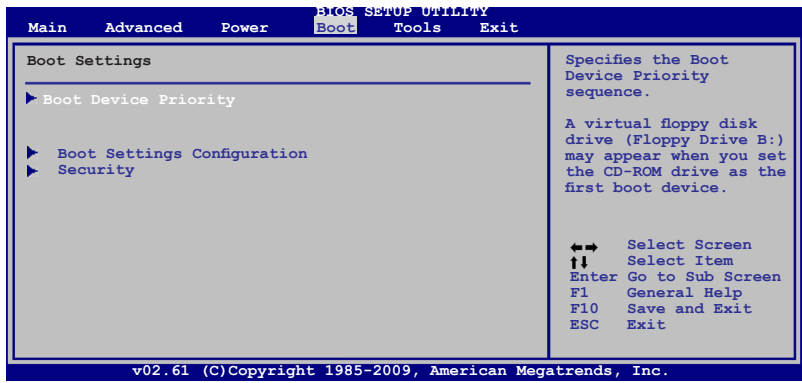 BIOS SETUP UTILITY
Main Advanced Power Boot Tools Exit
Boot Settings
Boot Device Priority
Boot Settings Configuration
Security
Specifies the Boot
Device Priority
sequence.
A virtual floppy disk
drive (Floppy Drive B:)
may appear when you set
the CD-ROM drive as the
first boot device.
Select Screen
Select Item
Enter Go to Sub Screen
F1 General Help
F10 Save and Exit
ESC Exit
v02.61 (C)Copyright 1985-2009, American Megatrends, Inc.